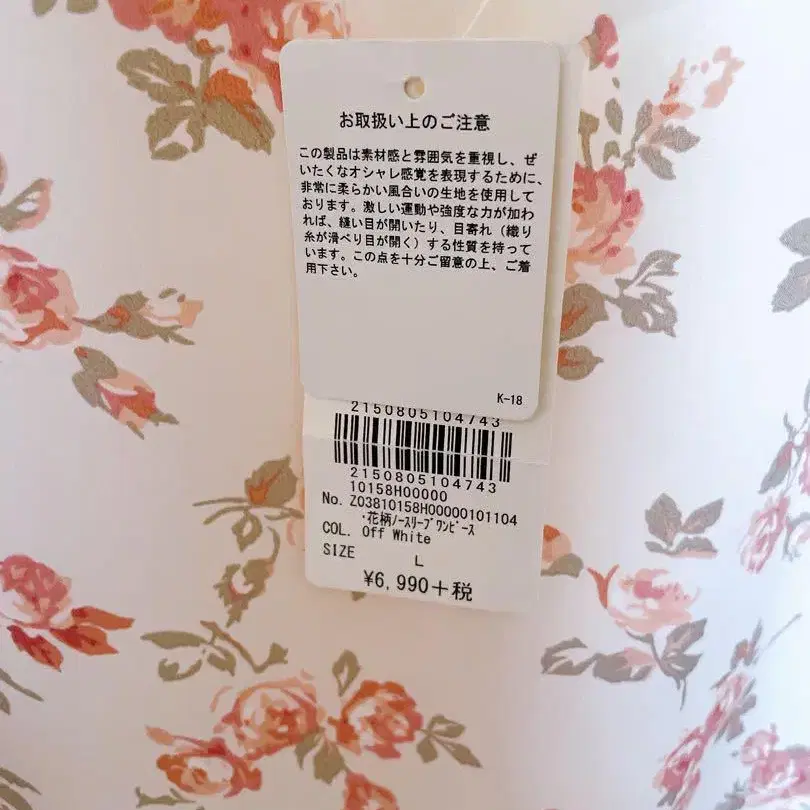 お取扱い上のご注意
この製品は素材感と雰囲気を重視し、ぜ
いたくなオシャレ感覚を表現するために、
非常に柔らかい風合いの生地を使用して
おります。激しい運動や強度な力が加わ
れば、縫い目が開いたり、目寄れ（織り
糸が滑べり目が開く）する性質を持って
います。この点を十分ご留意の上、ご着
用下さい。
K-18
2150805104743
2150805104743
10158H00000
No. Z03810158H00000101104
・花柄ﾉｰｽﾘｰﾌﾞﾜﾝﾋﾟｰｽ
COL. Off White
SIZE L
¥6,990+税